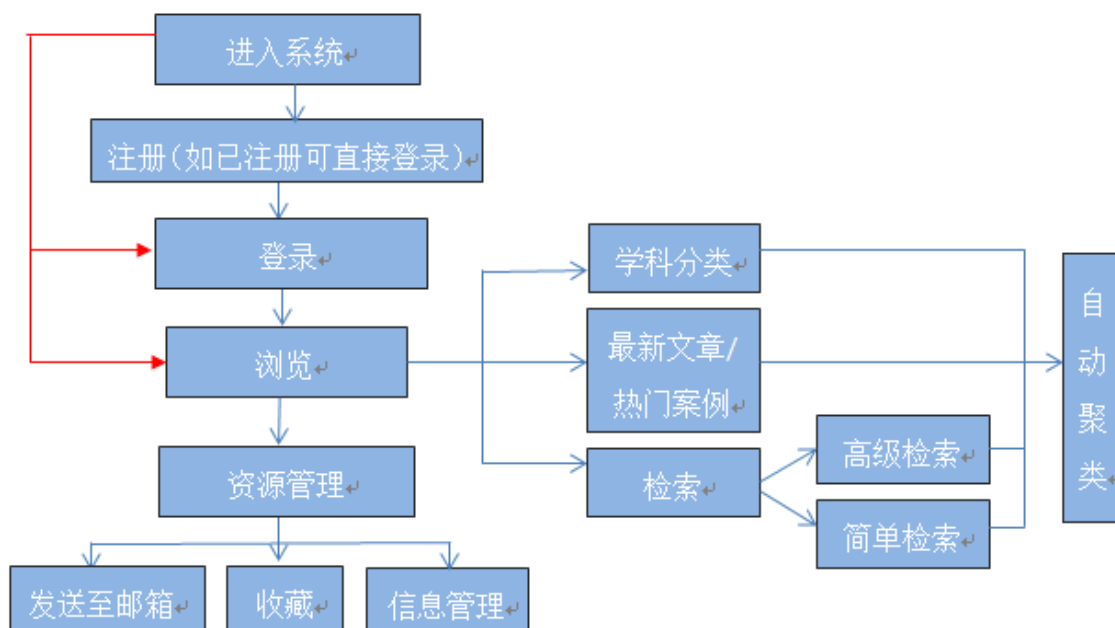 进入系统
注册(如已注册可直接登录)
登录
浏览
资源管理
发送至邮箱
收藏
信息管理
学科分类
最新文章/
热门案例
检索
高级检索
简单检索
自
动
聚
类